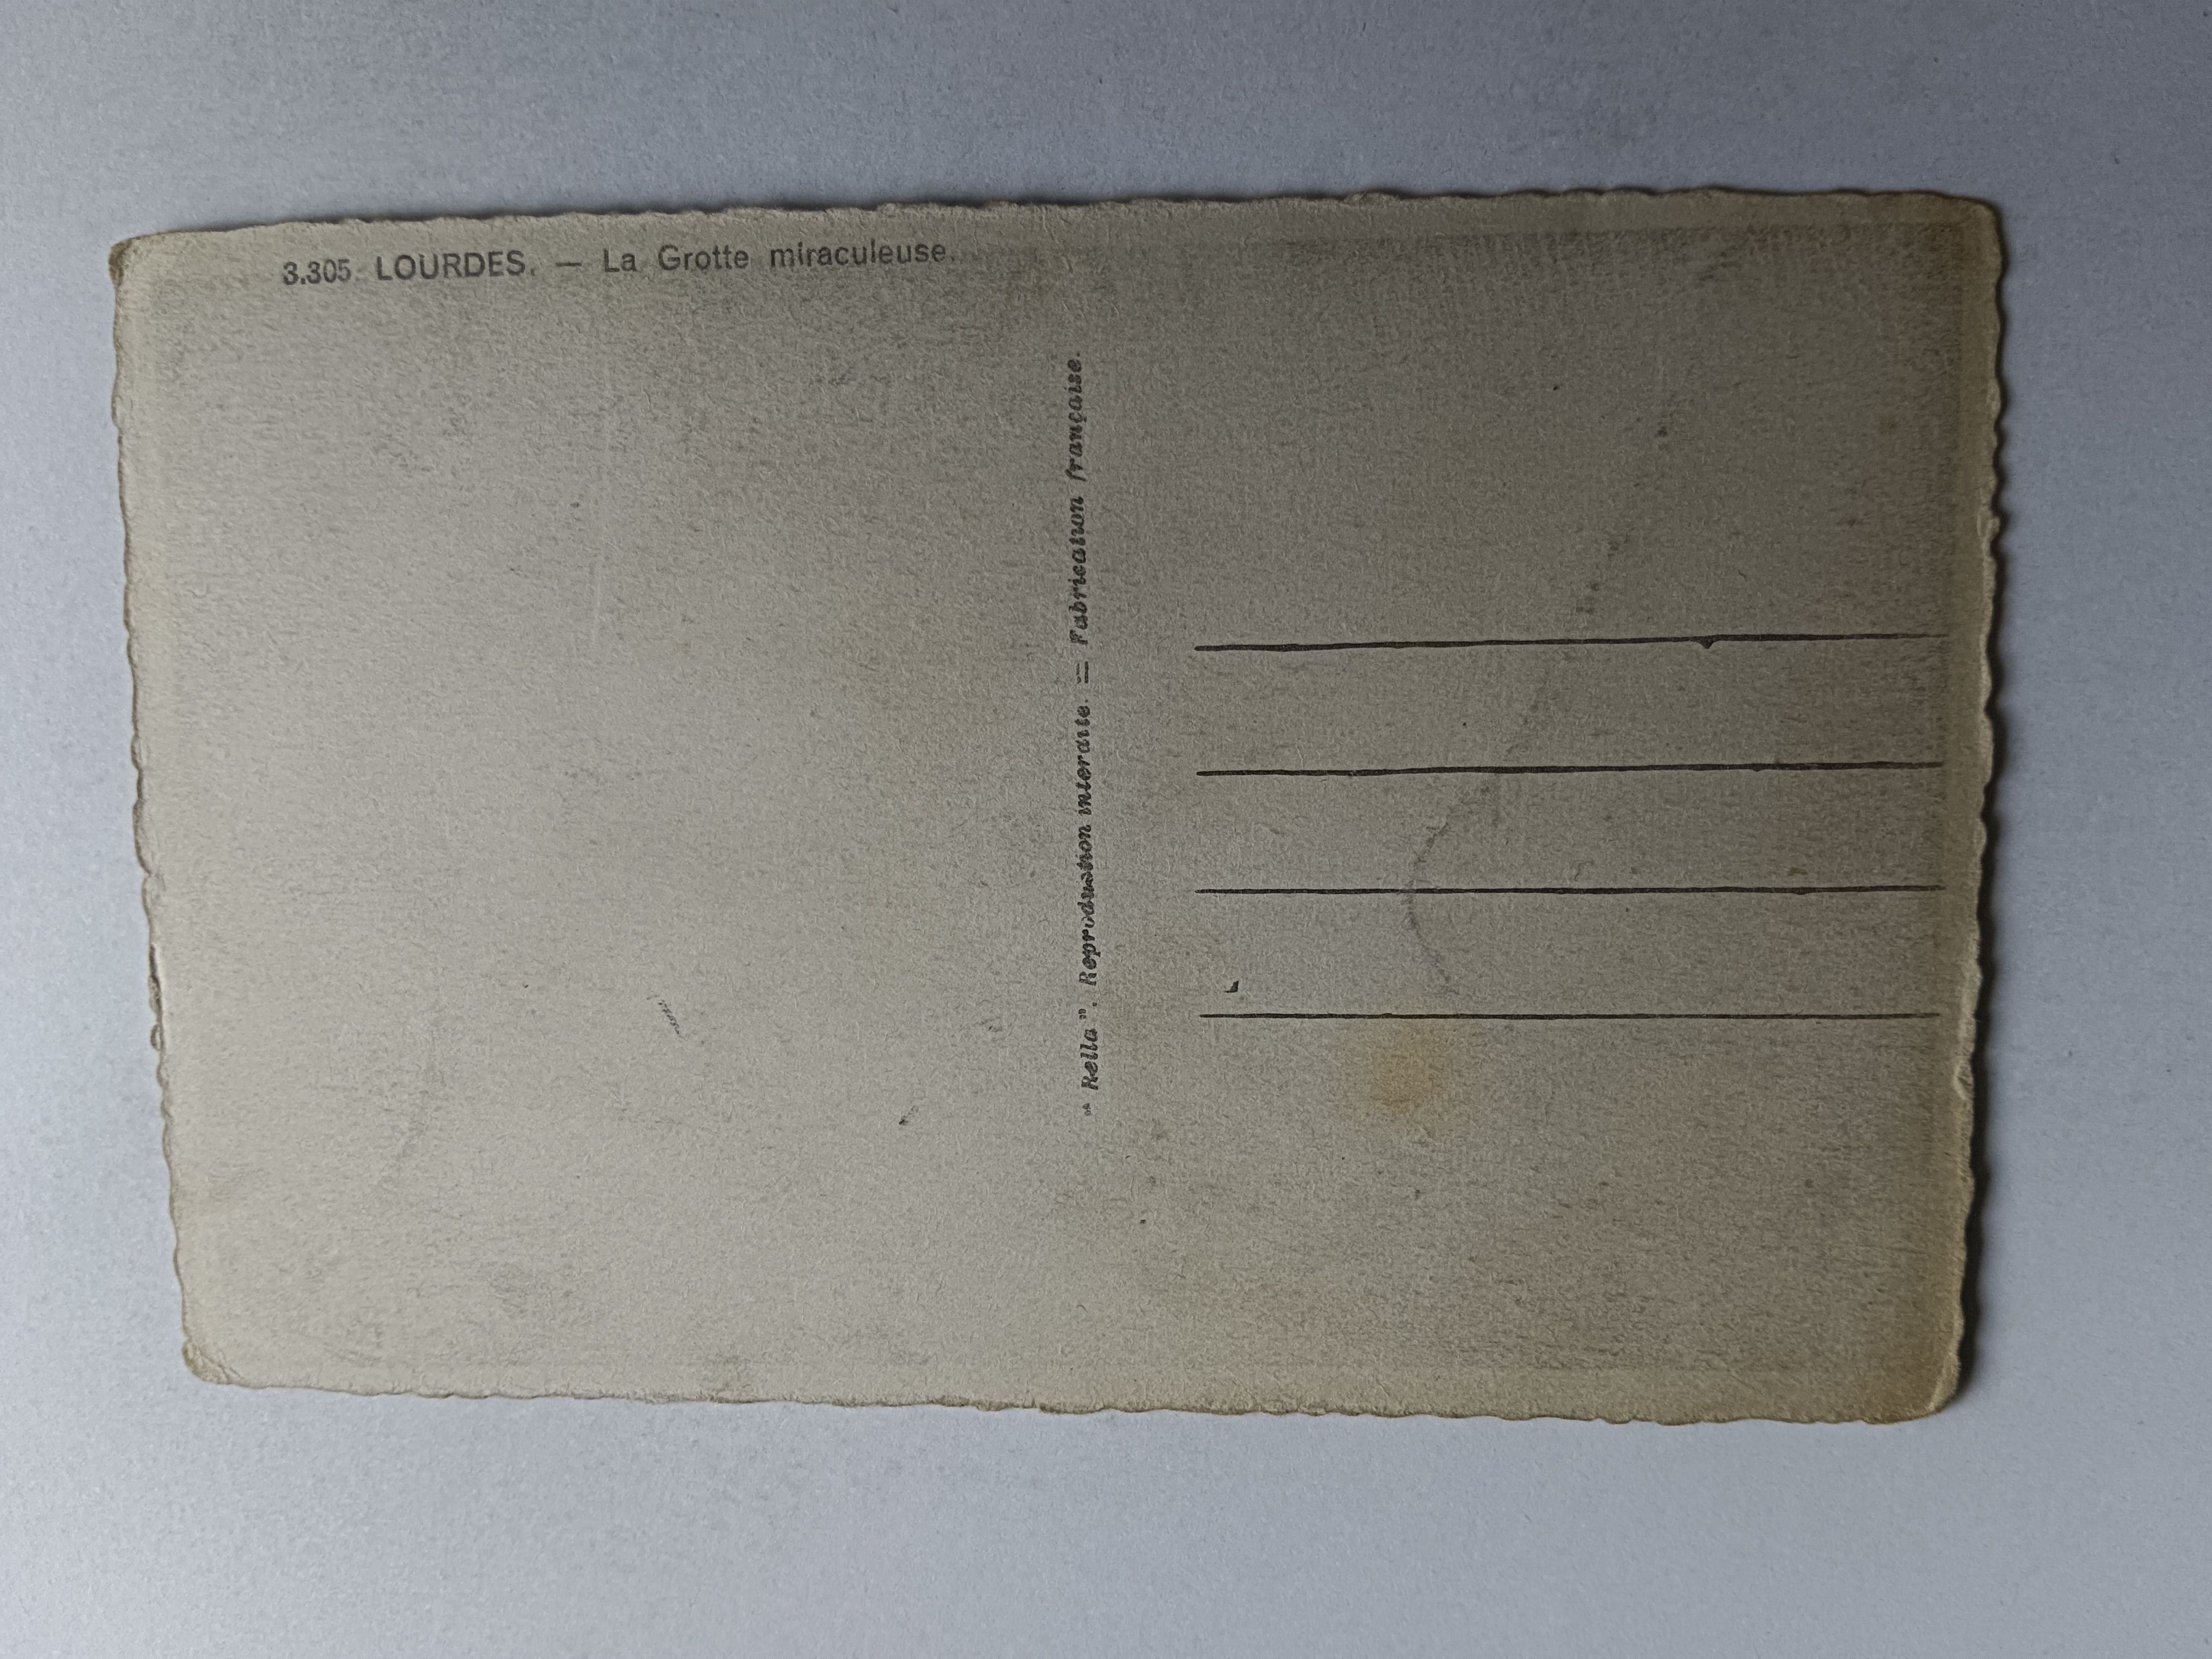 3.305. LOURDES. — La Grotte miraculeuse.
" Rella ". Reproduction interdite. = Fabrication française.